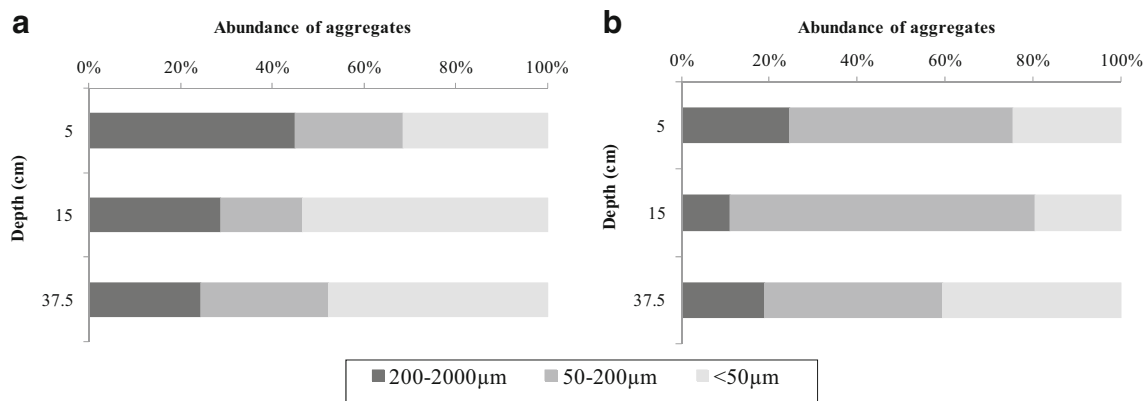 a
Abundance of aggregates
0% 20% 40% 60% 80% 100%
Depth (cm)
5
15
37.5
b
Abundance of aggregates
0% 20% 40% 60% 80% 100%
Depth (cm)
5
15
37.5
200-2000µm 50-200µm <50µm